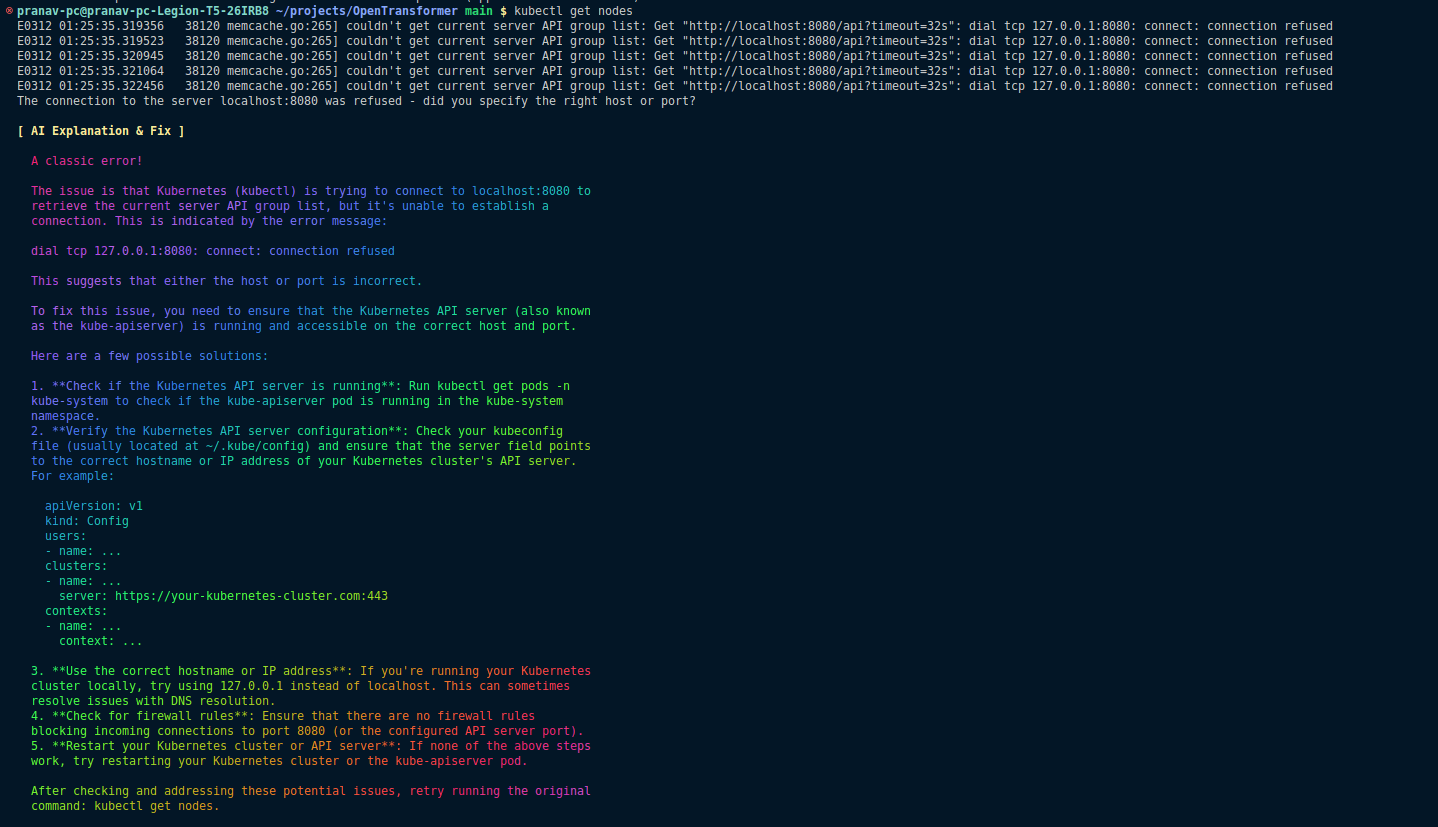 pranav-pc@pranav-pc-Legion-T5-26IRB8 ~/projects/OpenTransformer main $ kubectl get nodes
E0312 01:25:35.319356   38120 memcache.go:265] couldn't get current server API group list: Get "http://localhost:8080/api?timeout=32s": dial tcp 127.0.0.1:8080: connect: connection refused
E0312 01:25:35.319523   38120 memcache.go:265] couldn't get current server API group list: Get "http://localhost:8080/api?timeout=32s": dial tcp 127.0.0.1:8080: connect: connection refused
E0312 01:25:35.320945   38120 memcache.go:265] couldn't get current server API group list: Get "http://localhost:8080/api?timeout=32s": dial tcp 127.0.0.1:8080: connect: connection refused
E0312 01:25:35.321064   38120 memcache.go:265] couldn't get current server API group list: Get "http://localhost:8080/api?timeout=32s": dial tcp 127.0.0.1:8080: connect: connection refused
E0312 01:25:35.322456   38120 memcache.go:265] couldn't get current server API group list: Get "http://localhost:8080/api?timeout=32s": dial tcp 127.0.0.1:8080: connect: connection refused
The connection to the server localhost:8080 was refused - did you specify the right host or port?
[ AI Explanation & Fix ]
A classic error!
The issue is that Kubernetes (kubectl) is trying to connect to localhost:8080 to
retrieve the current server API group list, but it's unable to establish a
connection. This is indicated by the error message:
dial tcp 127.0.0.1:8080: connect: connection refused
This suggests that either the host or port is incorrect.
To fix this issue, you need to ensure that the Kubernetes API server (also known
as the kube-apiserver) is running and accessible on the correct host and port.
Here are a few possible solutions:
1. **Check if the Kubernetes API server is running**: Run kubectl get pods -n
kube-system to check if the kube-apiserver pod is running in the kube-system
namespace.
2. **Verify the Kubernetes API server configuration**: Check your kubeconfig
file (usually located at ~/.kube/config) and ensure that the server field points
to the correct hostname or IP address of your Kubernetes cluster's API server.
For example:
apiVersion: v1
kind: Config
users:
- name: ...
clusters:
- name: ...
server: https://your-kubernetes-cluster.com:443
contexts:
- name: ...
context: ...
3. **Use the correct hostname or IP address**: If you're running your Kubernetes
cluster locally, try using 127.0.0.1 instead of localhost. This can sometimes
resolve issues with DNS resolution.
4. **Check for firewall rules**: Ensure that there are no firewall rules
blocking incoming connections to port 8080 (or the configured API server port).
5. **Restart your Kubernetes cluster or API server**: If none of the above steps
work, try restarting your Kubernetes cluster or the kube-apiserver pod.
After checking and addressing these potential issues, retry running the original
command: kubectl get nodes.